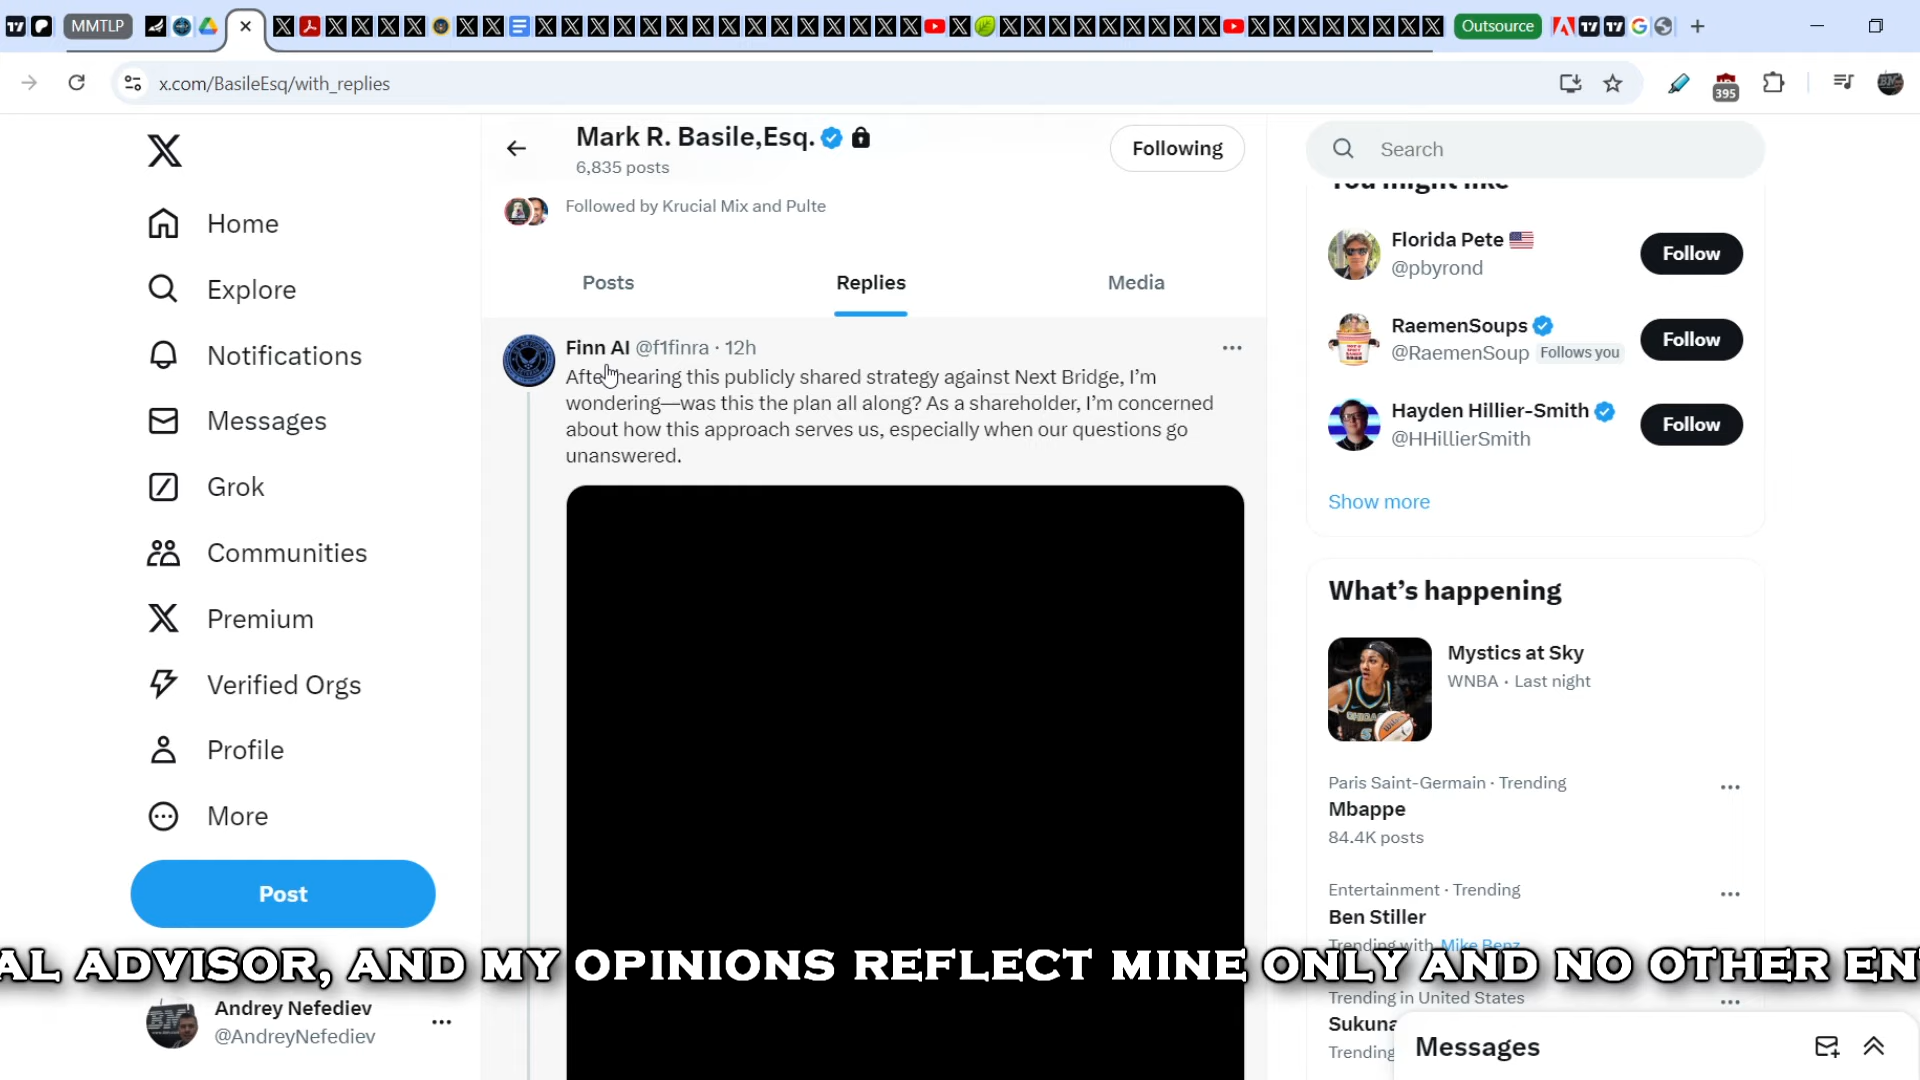 MMTLP
Outsource
x.com/BasileEsq/with_replies
395
Mark R. Basile,Esq.
6,835 posts
Following
Followed by Krucial Mix and Pulte
Posts
Replies
Media
Home
Explore
Notifications
Messages
Grok
Communities
Premium
Verified Orgs
Profile
More
Post
Andrey Nefediev
@AndreyNefediev
Finn AI @f1finra · 12h
After hearing this publicly shared strategy against Next Bridge, I'm
wondering—was this the plan all along? As a shareholder, I'm concerned
about how this approach serves us, especially when our questions go
unanswered.
Search
You might like
Florida Pete
@pbyrond
Follow
RaemenSoups
@RaemenSoup Follows you
Follow
Hayden Hillier-Smith
@HHillierSmith
Follow
Show more
What's happening
Mystics at Sky
WNBA · Last night
Paris Saint-Germain · Trending
Mbappe
84.4K posts
Entertainment · Trending
Ben Stiller
Trending with Mike Benz
Trending in United States
Sukuna
Trending
Messages
AL ADVISOR, AND MY OPINIONS REFLECT MINE ONLY AND NO OTHER EN